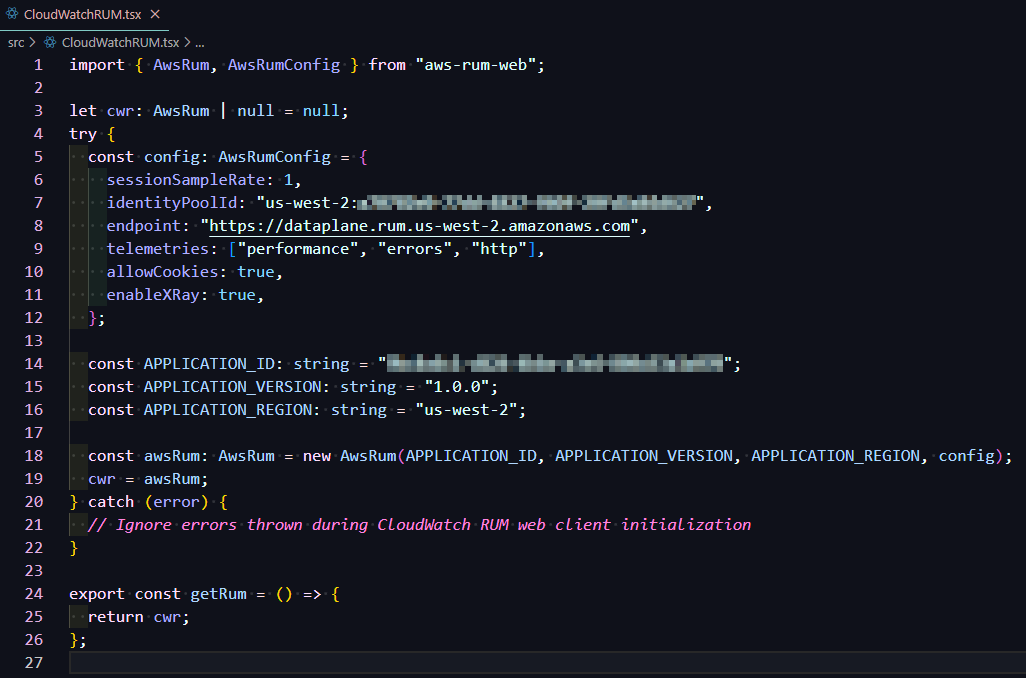 CloudWatchRUM.tsx
src > CloudWatchRUM.tsx > ...
1 import { AwsRum, AwsRumConfig } from "aws-rum-web";
2
3 let cwr: AwsRum | null = null;
4 try {
5 const config: AwsRumConfig = {
6 sessionSampleRate: 1,
7 identityPoolId: "us-west-2:",
8 endpoint: "https://dataplane.rum.us-west-2.amazonaws.com",
9 telemetries: ["performance", "errors", "http"],
10 allowCookies: true,
11 enableXRay: true,
12 };
13
14 const APPLICATION_ID: string = "";
15 const APPLICATION_VERSION: string = "1.0.0";
16 const APPLICATION_REGION: string = "us-west-2";
17
18 const awsRum: AwsRum = new AwsRum(APPLICATION_ID, APPLICATION_VERSION, APPLICATION_REGION, config);
19 cwr = awsRum;
20 } catch (error) {
21 // Ignore errors thrown during CloudWatch RUM web client initialization
22 }
23
24 export const getRum = () => {
25 return cwr;
26 };
27